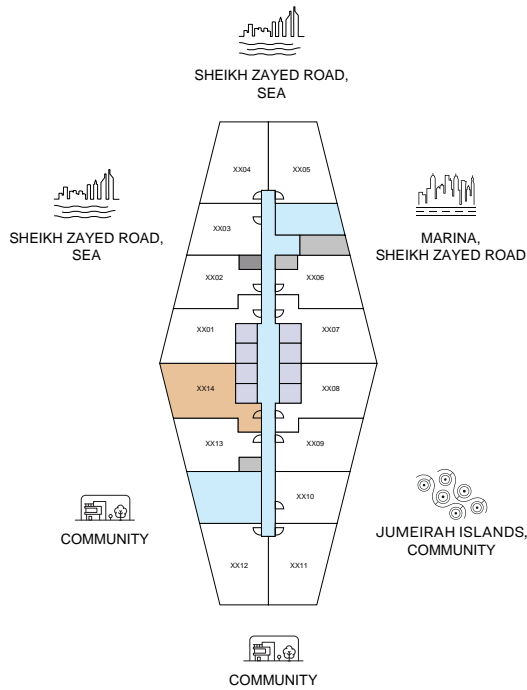 SHEIKH ZAYED ROAD,
SEA
SHEIKH ZAYED ROAD,
SEA
MARINA,
SHEIKH ZAYED ROAD
XX04
XX05
XX03
XX02
XX06
XX01
XX07
XX14
XX08
XX13
XX09
XX10
XX12
XX11
COMMUNITY
JUMEIRAH ISLANDS,
COMMUNITY
COMMUNITY